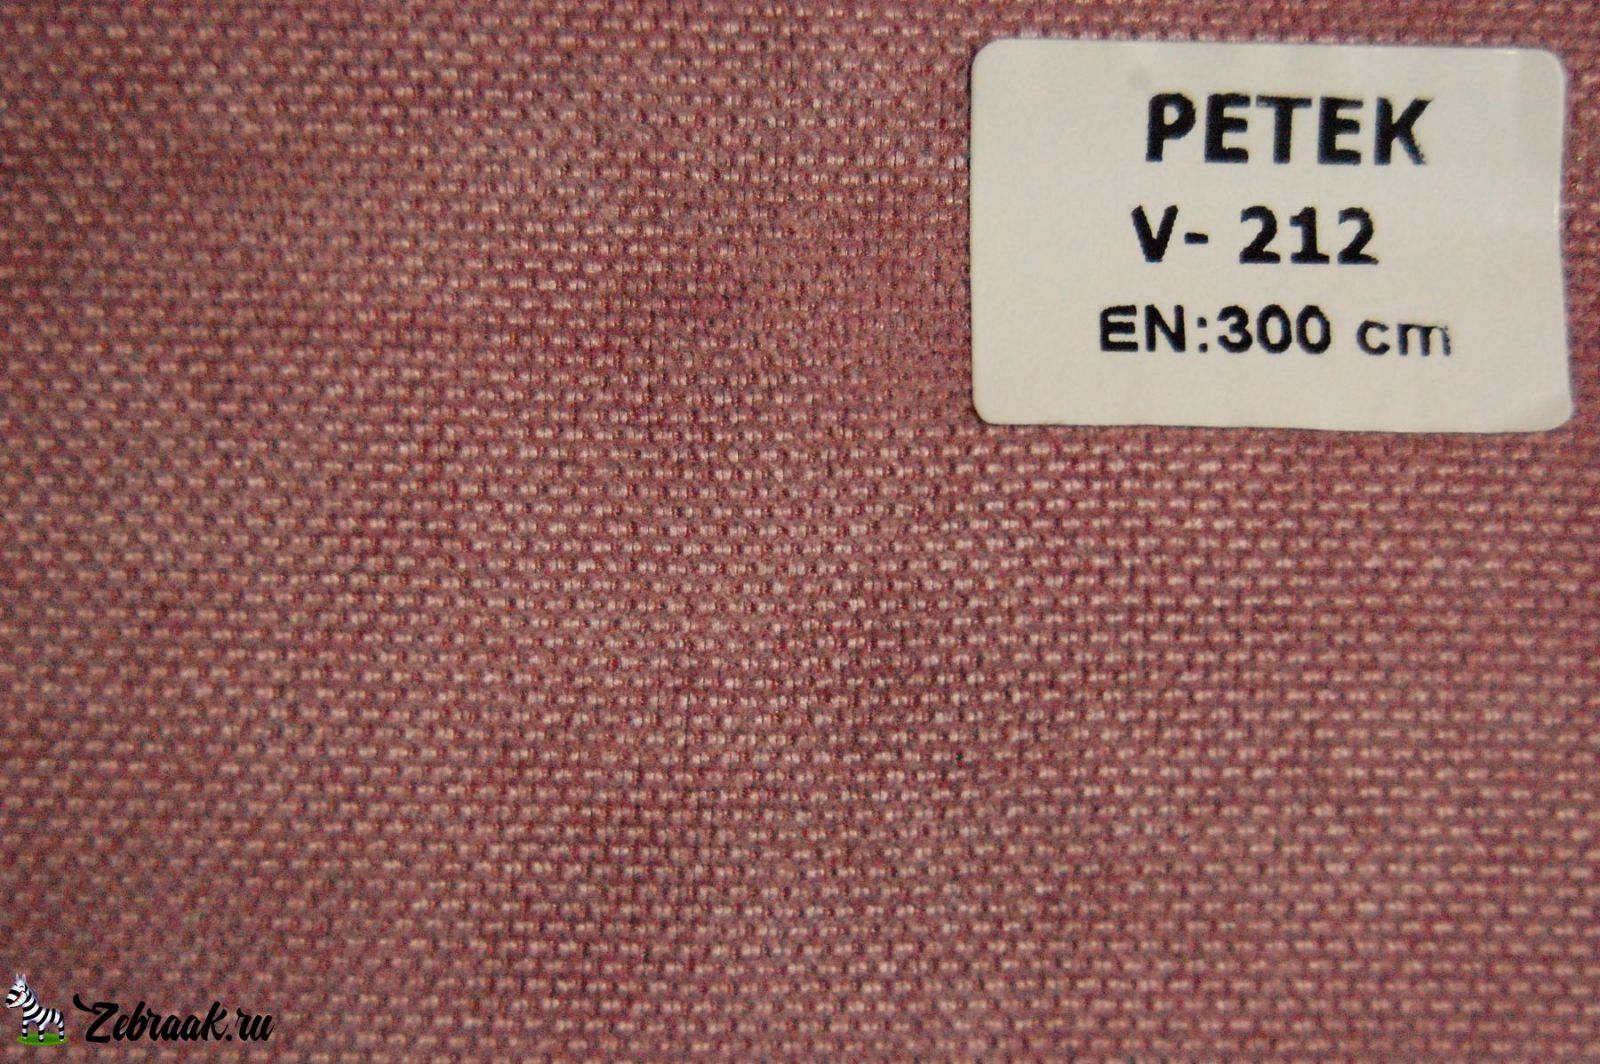 PETEK
V- 212
EN:300 cm
Zebraak.ru